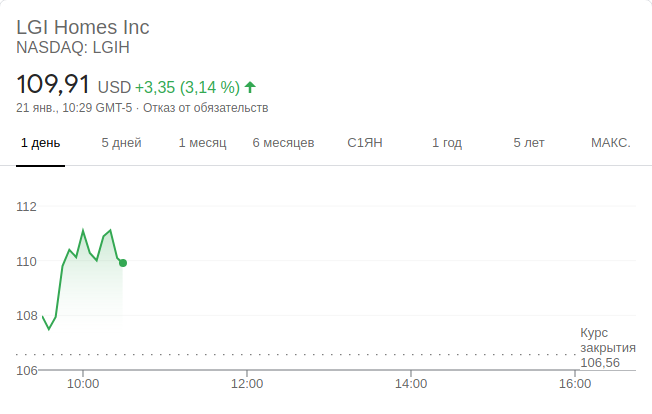 LGI Homes Inc
NASDAQ: LGIH
109,91 USD +3,35 (3,14 %)
21 янв., 10:29 GMT-5 · Отказ от обязательств
1 день 5 дней 1 месяц 6 месяцев С1ЯН 1 год 5 лет МАКС.
112
110
108
Курс
закрытия
106,56
106
10:00 12:00 14:00 16:00